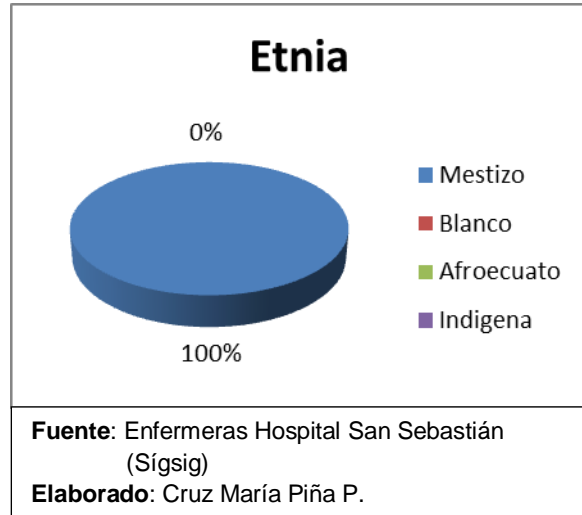 Etnia
0%
Mestizo
Blanco
Afroecuato
Indigena
100%
Fuente: Enfermeras Hospital San Sebastián
(Sígsig)
Elaborado: Cruz María Piña P.